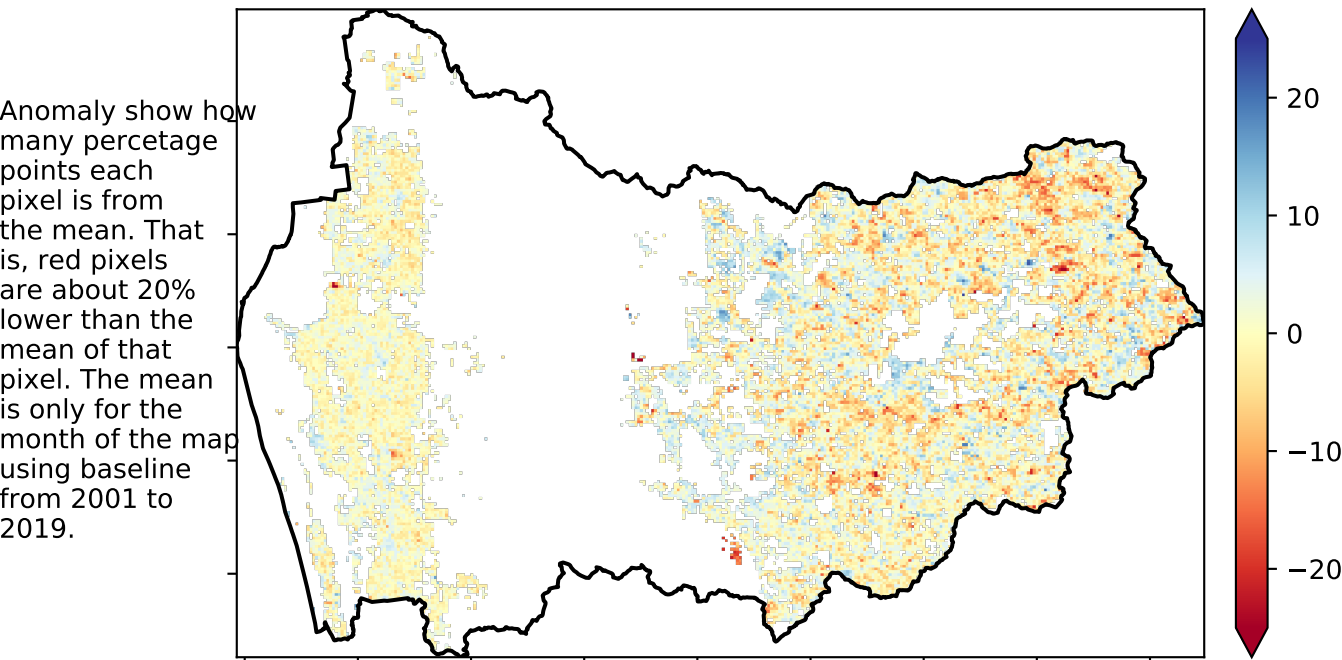 Anomaly show how
many percetage
points each
pixel is from
the mean. That
is, red pixels
are about 20%
lower than the
mean of that
pixel. The mean
is only for the
month of the map
using baseline
from 2001 to
2019.
20
10
0
−10
−20